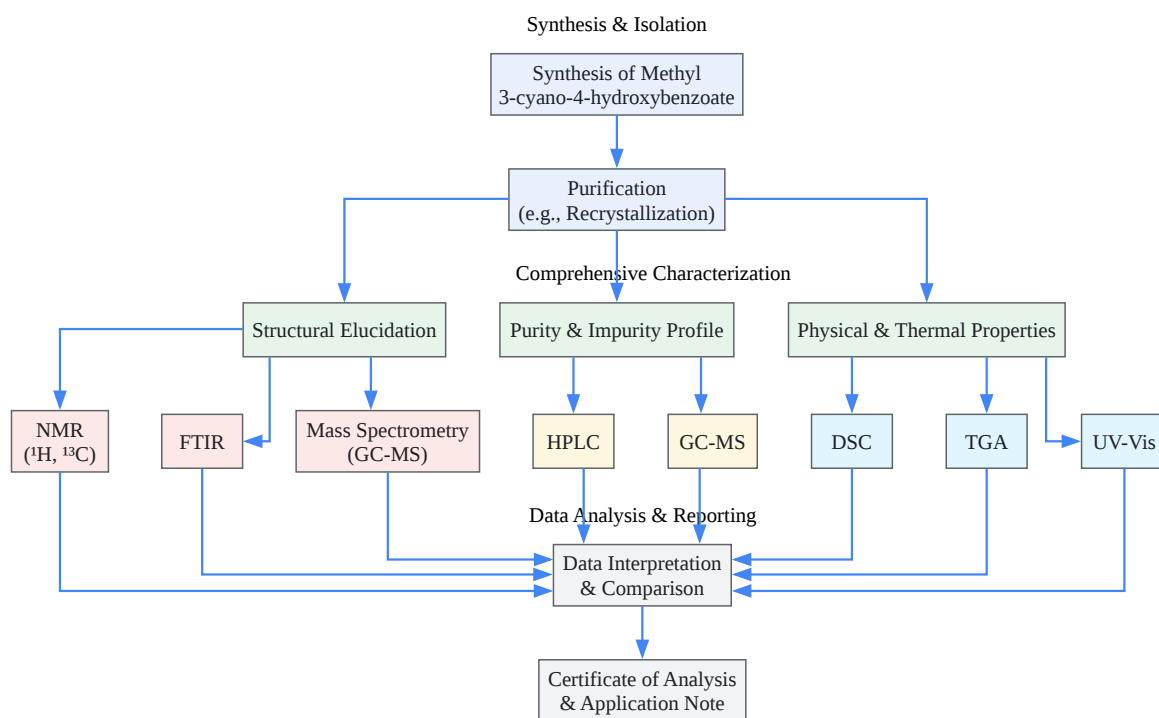 Synthesis & Isolation
Synthesis of Methyl
3-cyano-4-hydroxybenzoate
Purification
(e.g., Recrystallization)
Comprehensive Characterization
Structural Elucidation
Purity & Impurity Profile
Physical & Thermal Properties
NMR
(¹H, ¹³C)
FTIR
Mass Spectrometry
(GC-MS)
HPLC
GC-MS
DSC
TGA
UV-Vis
Data Analysis & Reporting
Data Interpretation
& Comparison
Certificate of Analysis
& Application Note